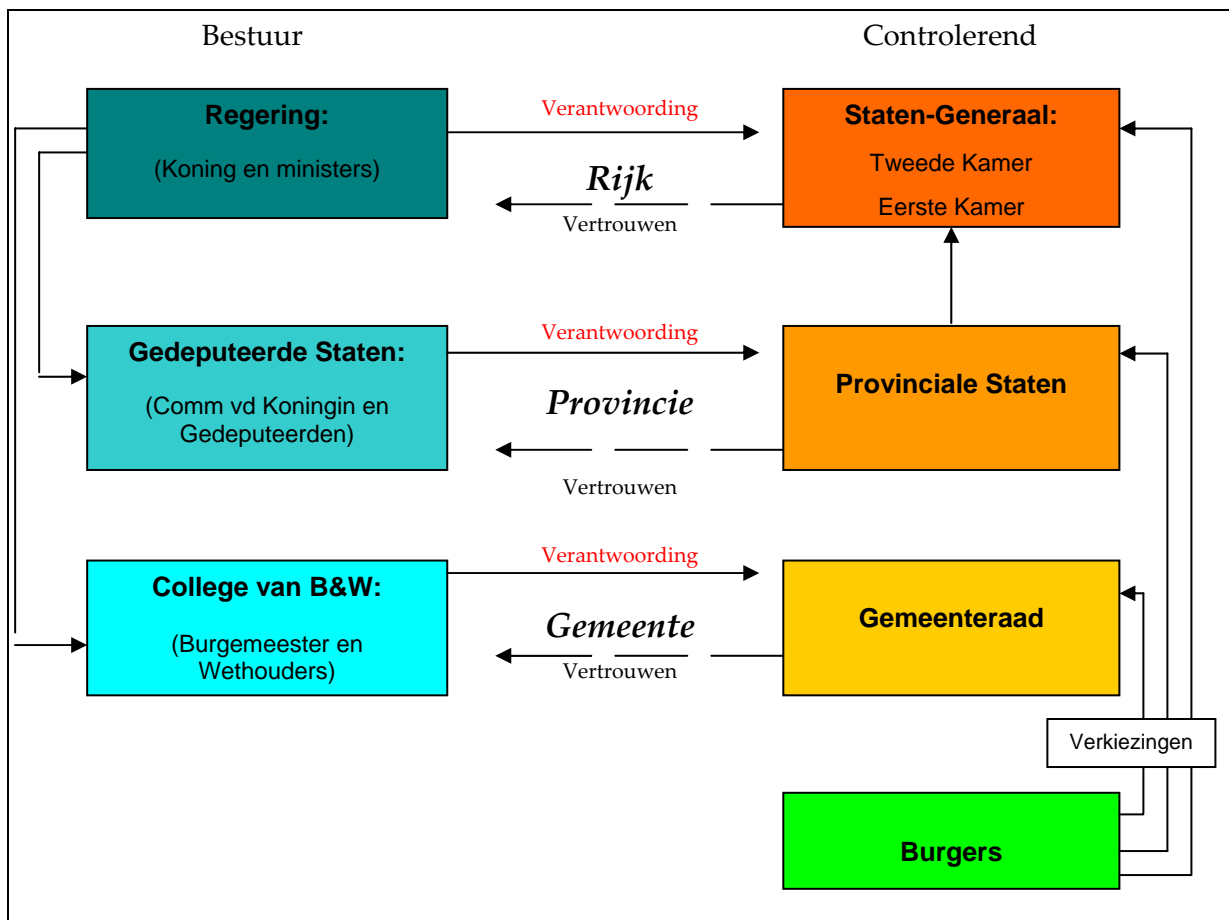 Bestuur
Controlerend
Regering:
(Koning en ministers)
Verantwoording
Rijk
Vertrouwen
Staten-Generaal:
Tweede Kamer
Eerste Kamer
Gedeputeerde Staten:
(Comm vd Koningin en
Gedeputeerden)
Verantwoording
Provincie
Vertrouwen
Provinciale Staten
College van B&W:
(Burgemeester en
Wethouders)
Verantwoording
Gemeente
Vertrouwen
Gemeenteraad
Verkiezingen
Burgers